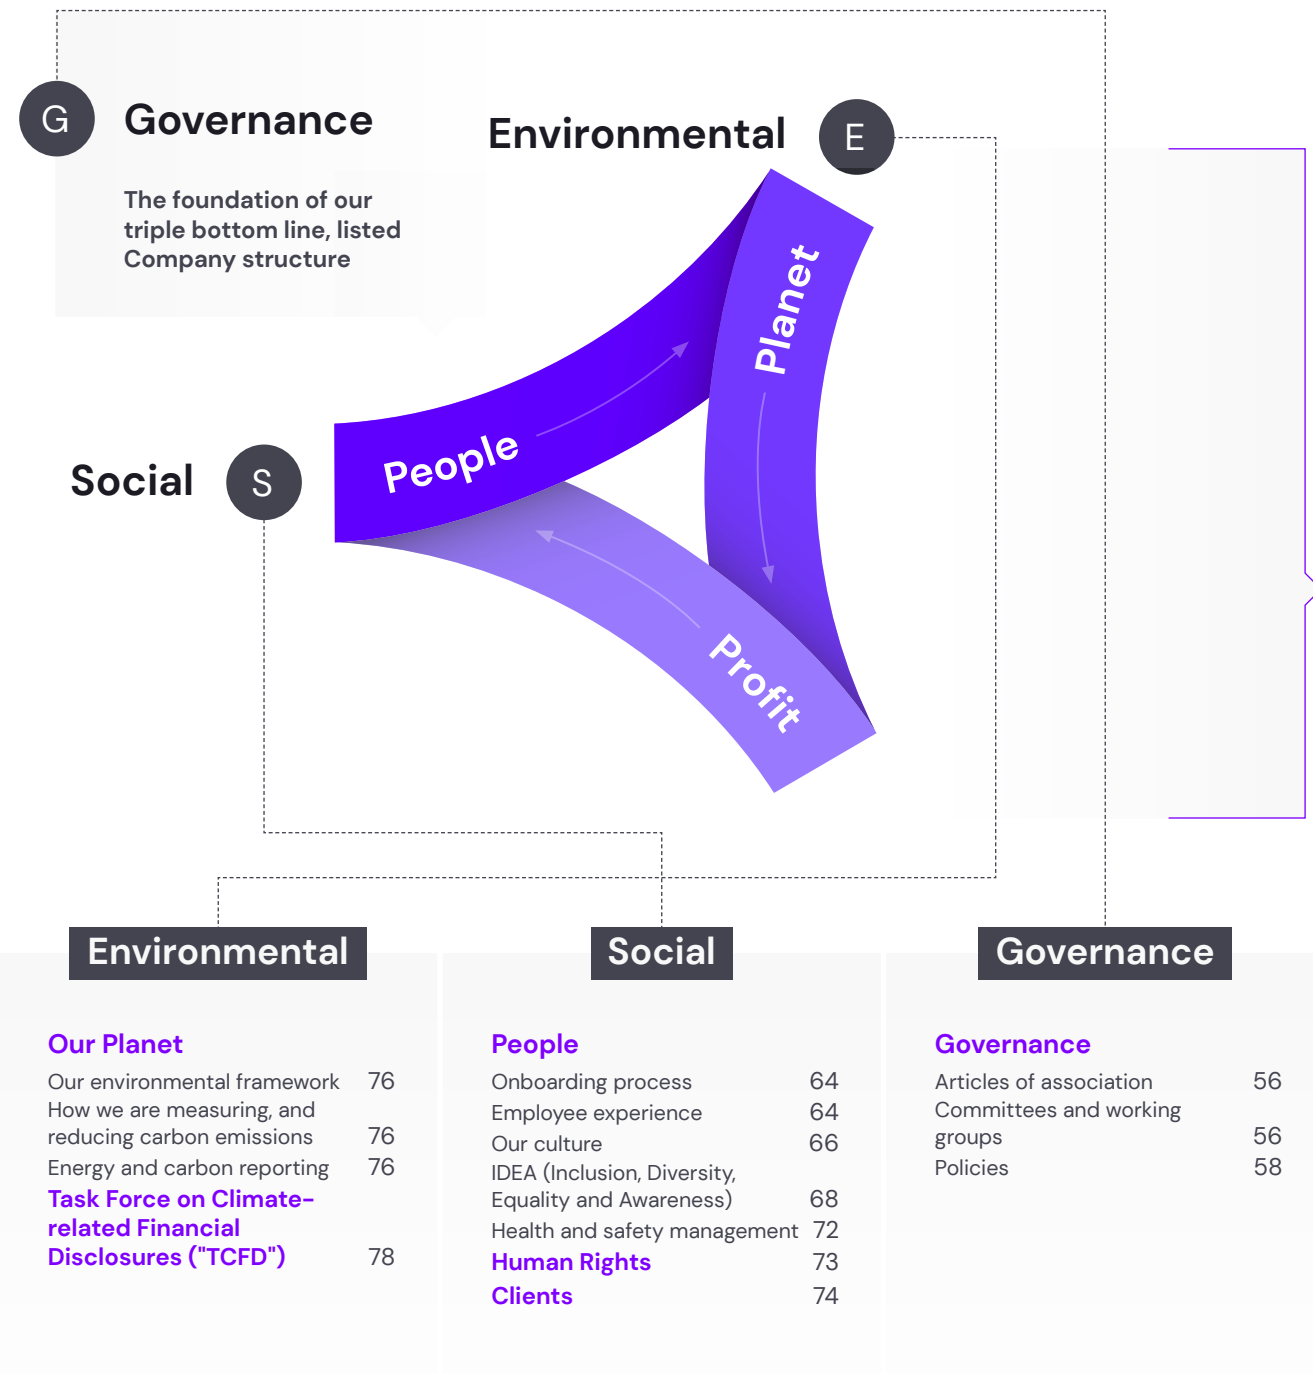 G
Governance
The foundation of our
triple bottom line, listed
Company structure
Environmental
E
Planet
People
Profit
Social
S
Environmental
Our Planet
Our environmental framework 76
How we are measuring, and
reducing carbon emissions 76
Energy and carbon reporting 76
Task Force on Climate-
related Financial
Disclosures ("TCFD") 78
Social
People
Onboarding process 64
Employee experience 64
Our culture 66
IDEA (Inclusion, Diversity,
Equality and Awareness) 68
Health and safety management 72
Human Rights 73
Clients 74
Governance
Governance
Articles of association 56
Committees and working
groups 56
Policies 58